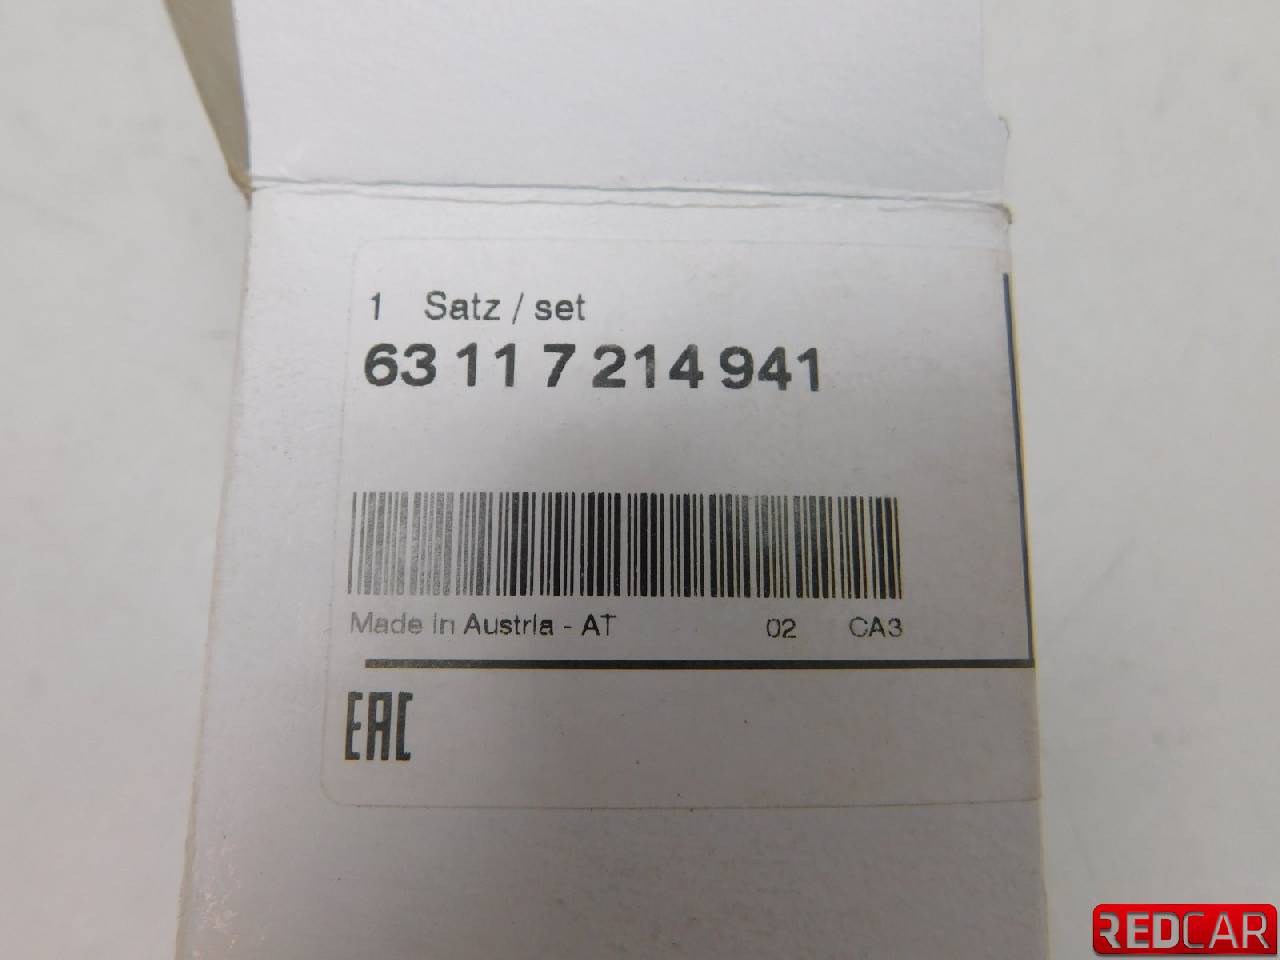 1 Satz / set
63 11 7 214 941
Made in Austria - AT 02 CA3
EAC
REDCAR